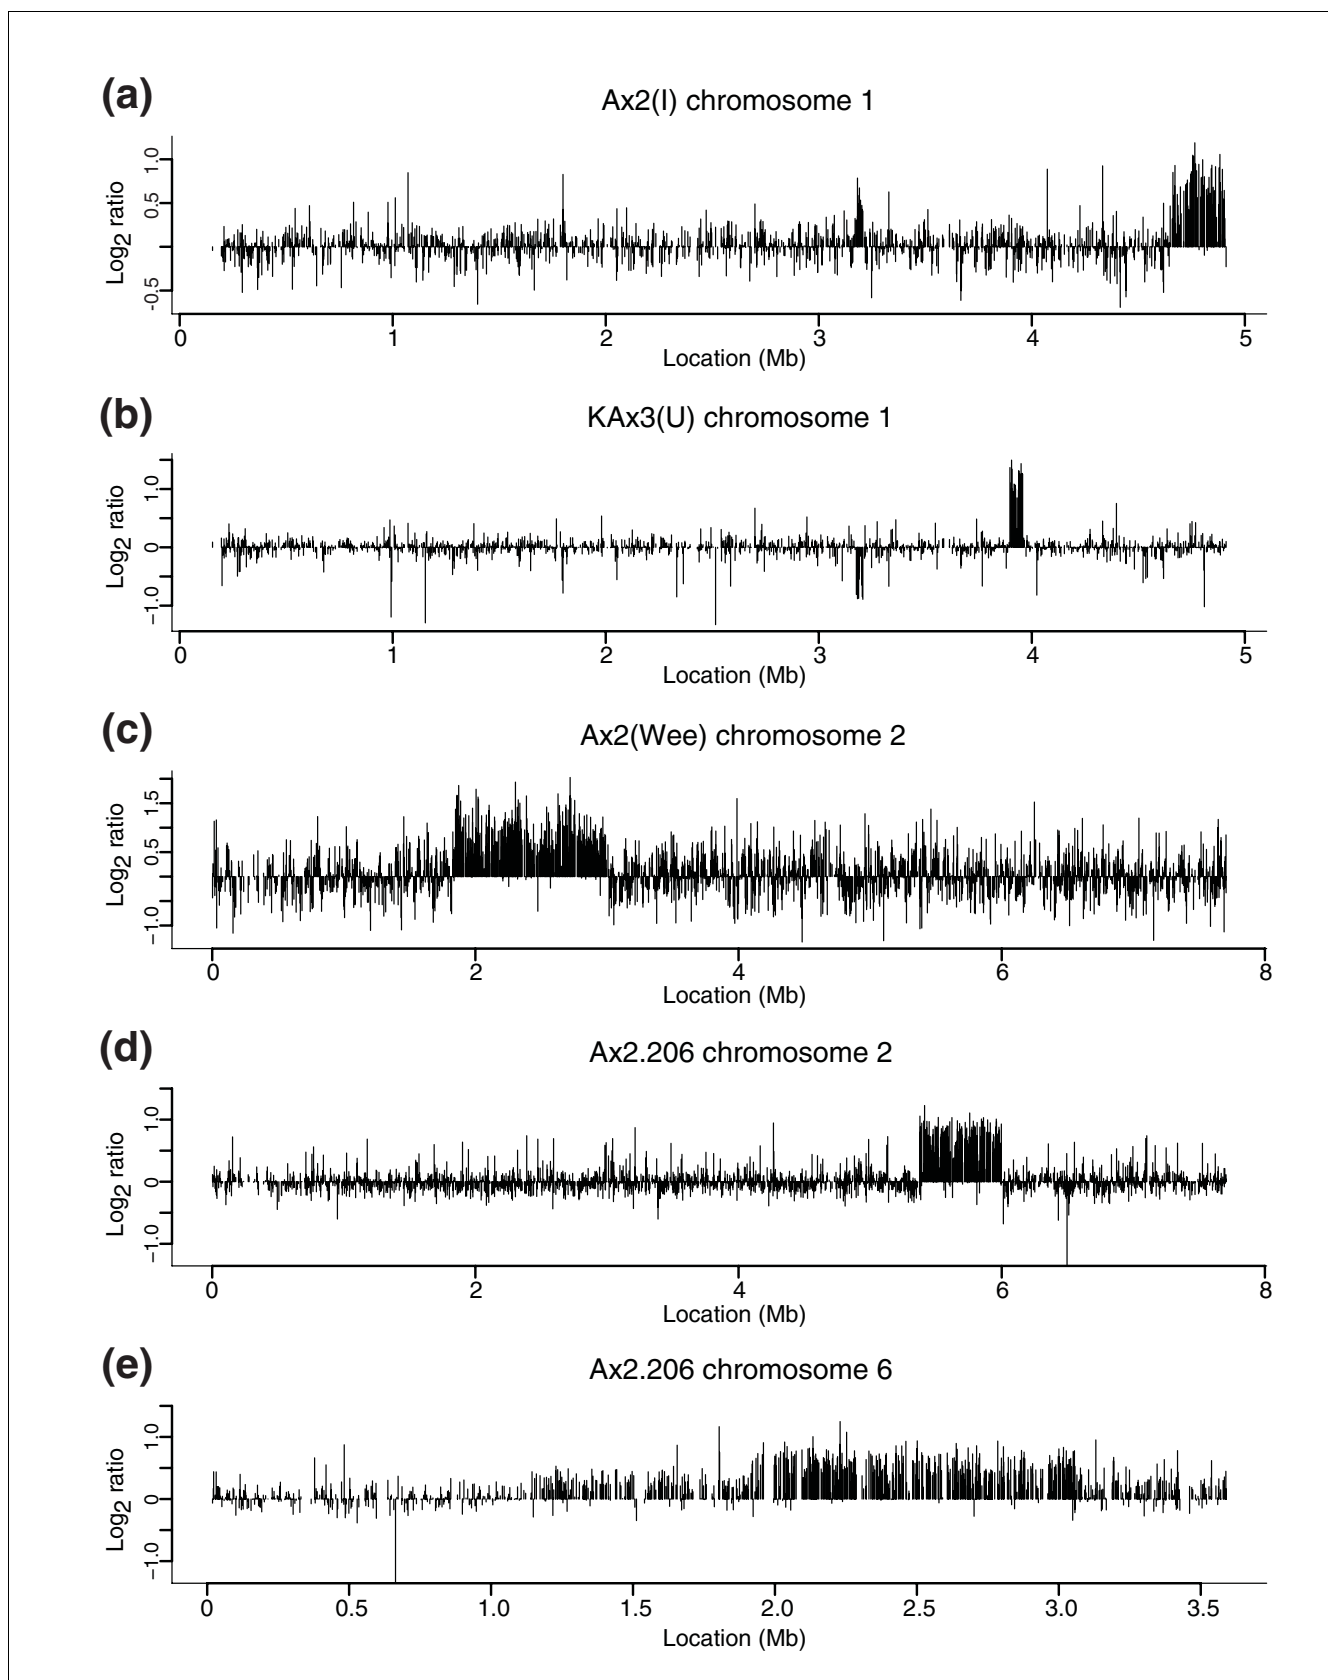 (a)
Ax2(I) chromosome 1
Log2 ratio
1.0
0.5
-0.5
0 1 2 3 4 5
Location (Mb)
(b)
KAx3(U) chromosome 1
Log2 ratio
1.0
0
−1.0
0 1 2 3 4 5
Location (Mb)
(c)
Ax2(Wee) chromosome 2
Log2 ratio
1.5
0.5
−1.0
0 2 4 6 8
Location (Mb)
(d)
Ax2.206 chromosome 2
Log2 ratio
1.0
0
−1.0
0 2 4 6 8
Location (Mb)
(e)
Ax2.206 chromosome 6
Log2 ratio
1.0
0
−1.0
0 0.5 1.0 1.5 2.0 2.5 3.0 3.5
Location (Mb)